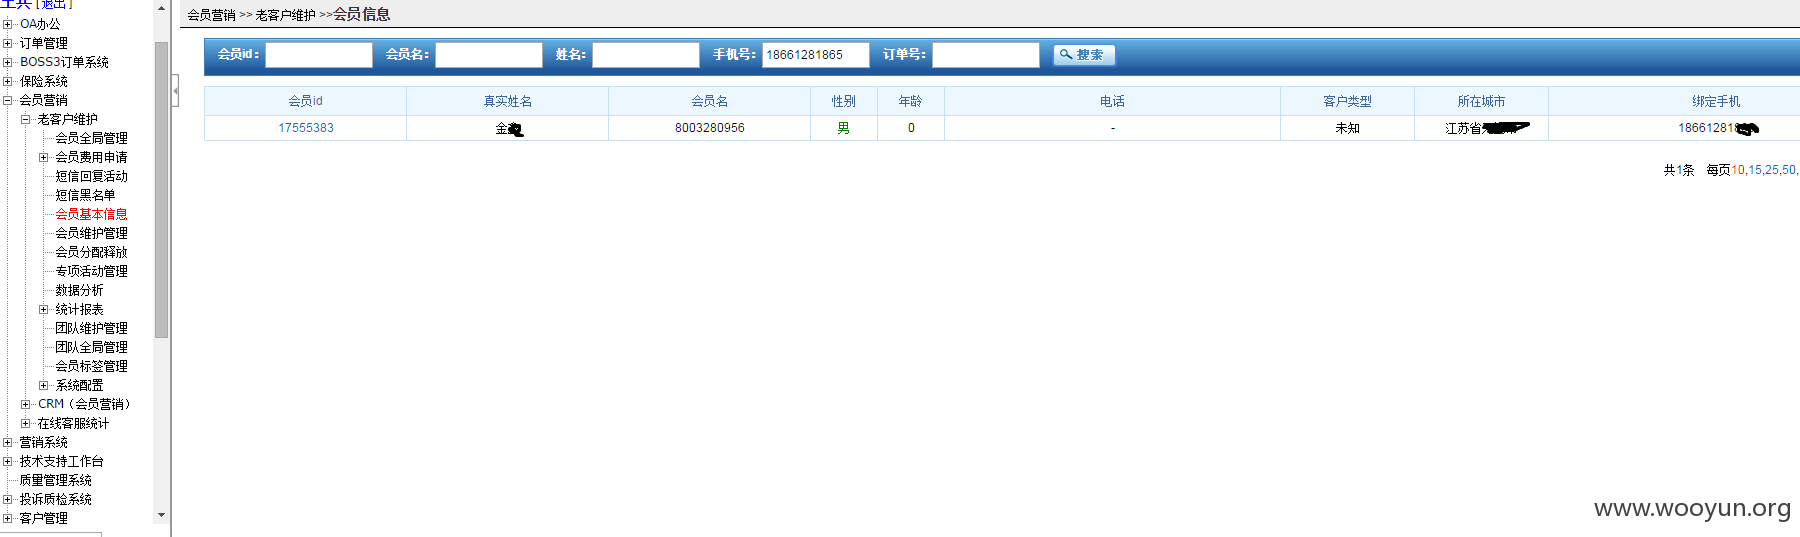 [退出]
OA办公
订单管理
BOSS3订单系统
保险系统
会员营销
老客户维护
会员全局管理
会员费用申请
短信回复活动
短信黑名单
会员基本信息
会员维护管理
会员分配释放
专项活动管理
数据分析
统计报表
团队维护管理
团队全局管理
会员标签管理
系统配置
CRM（会员营销）
在线客服统计
营销系统
技术支持工作台
质量管理系统
投诉质检系统
客户管理
会员营销 >> 老客户维护 >>会员信息
会员id： 会员名： 姓名： 手机号： 18661281865 订单号： 搜索
会员id 真实姓名 会员名 性别 年龄 电话 客户类型 所在城市 绑定手机
17555383 金 8003280956 男 0 - 未知 江苏省 18661281
共1条 每页10,15,25,50,
www.wooyun.org